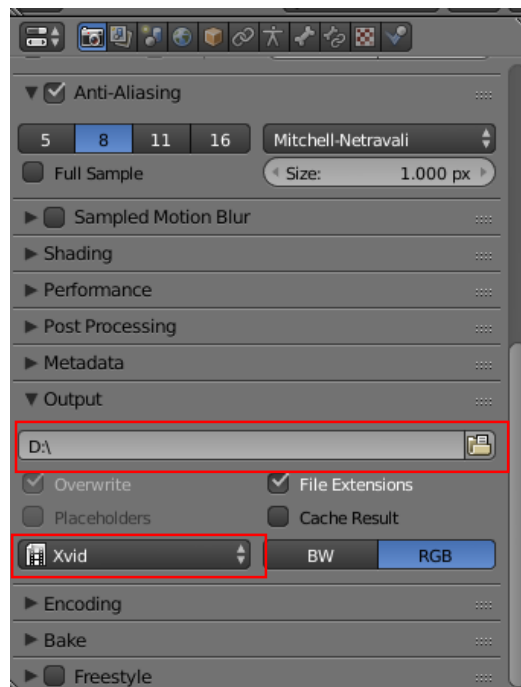 Anti-Aliasing
5 8 11 16 Mitchell-Netravali
Full Sample Size: 1.000 px
Sampled Motion Blur
Shading
Performance
Post Processing
Metadata
Output
D:\
Overwrite File Extensions
Placeholders Cache Result
Xvid BW RGB
Encoding
Bake
Freestyle